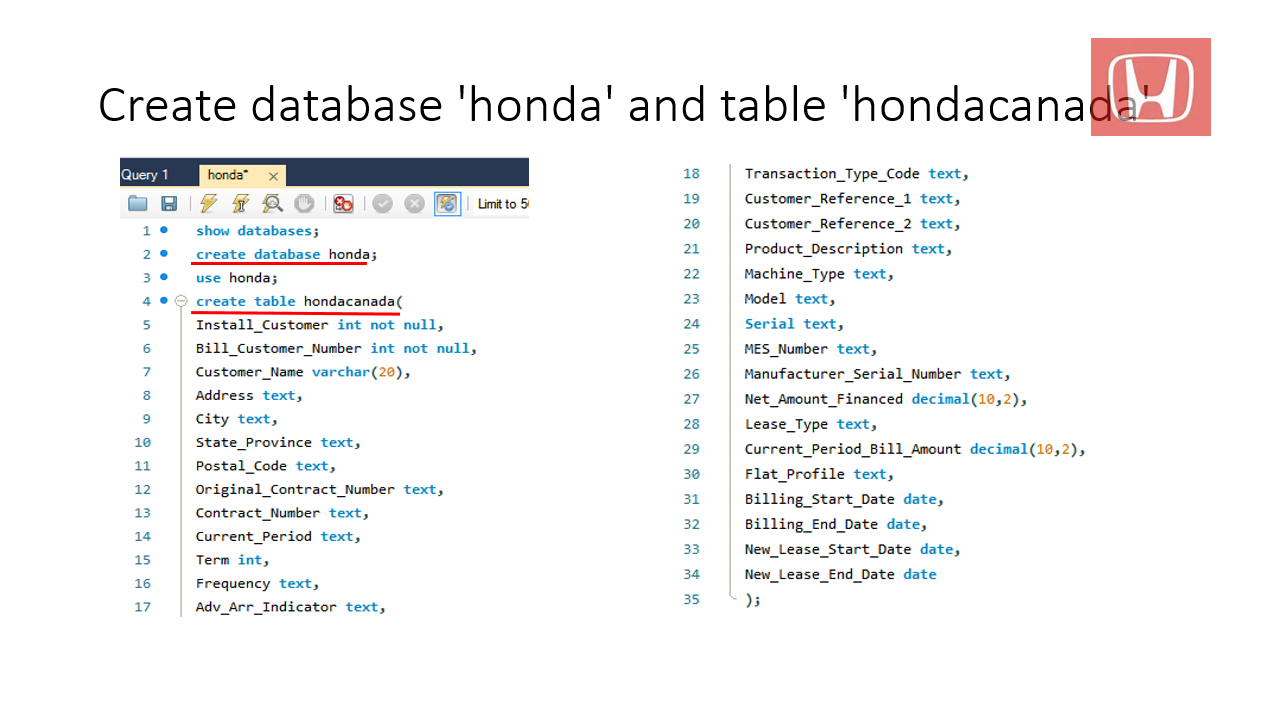 Create database 'honda' and table 'hondacanada'
Query 1
honda*
Limit to 50
1 show databases;
2 create database honda;
3 use honda;
4 create table hondacanada(
5 Install_Customer int not null,
6 Bill_Customer_Number int not null,
7 Customer_Name varchar(20),
8 Address text,
9 City text,
10 State_Province text,
11 Postal_Code text,
12 Original_Contract_Number text,
13 Contract_Number text,
14 Current_Period text,
15 Term int,
16 Frequency text,
17 Adv_Arr_Indicator text,
18 Transaction_Type_Code text,
19 Customer_Reference_1 text,
20 Customer_Reference_2 text,
21 Product_Description text,
22 Machine_Type text,
23 Model text,
24 Serial text,
25 MES_Number text,
26 Manufacturer_Serial_Number text,
27 Net_Amount_Financed decimal(10,2),
28 Lease_Type text,
29 Current_Period_Bill_Amount decimal(10,2),
30 Flat_Profile text,
31 Billing_Start_Date date,
32 Billing_End_Date date,
33 New_Lease_Start_Date date,
34 New_Lease_End_Date date
35 );